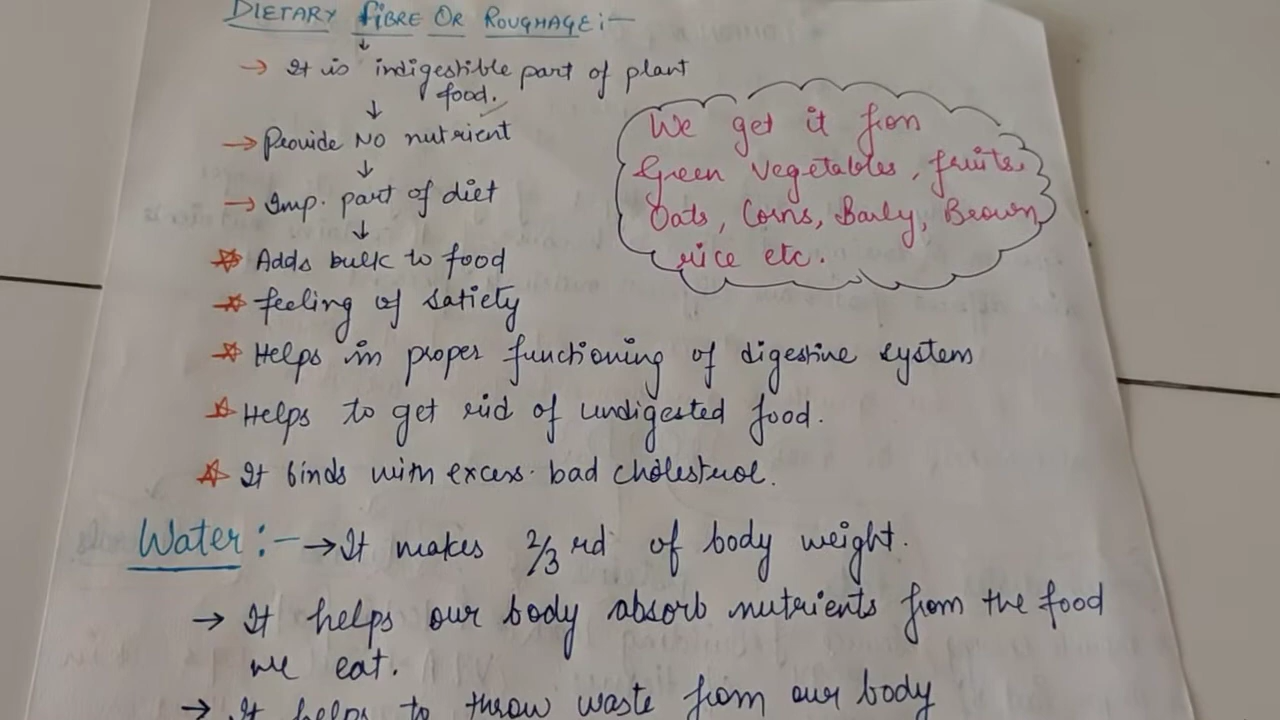 DIETARY FIBRE OR ROUGHAGE:-
↓
→ It is indigestible part of plant
food.
↓
→ Provide NO nutrient
↓
→ Imp. part of diet
↓
☆ Adds bulk to food
☆ feeling of satiety
☆ Helps in proper functioning of digestive system
☆ Helps to get rid of undigested food.
☆ It binds with excess bad cholesterol.
We get it from
Green vegetables, fruits,
Oats, Corns, Barly, Brown
rice etc.
Water:- → It makes 2/3 rd of body weight.
→ It helps our body absorb nutrients from the food
we eat.
→ It helps to throw waste from our body